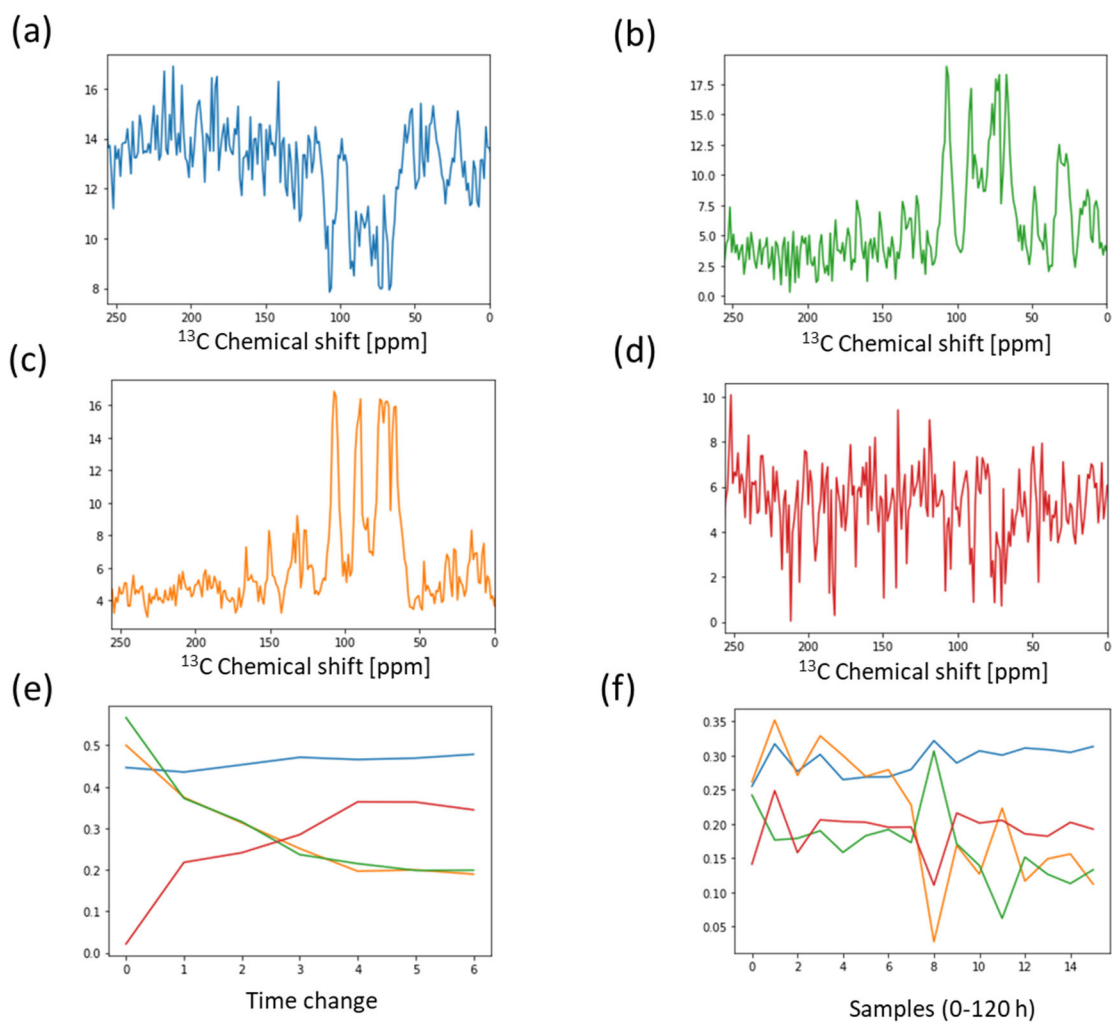 (a)
(b)
16
14
12
10
8
250 200 150 100 50 0
¹³C Chemical shift [ppm]
17.5
15.0
12.5
10.0
7.5
5.0
2.5
0.0
250 200 150 100 50 0
¹³C Chemical shift [ppm]
(c)
(d)
16
14
12
10
8
6
4
250 200 150 100 50 0
¹³C Chemical shift [ppm]
10
8
6
4
2
0
250 200 150 100 50 0
¹³C Chemical shift [ppm]
(e)
(f)
0.5
0.4
0.3
0.2
0.1
0.0
0 1 2 3 4 5 6
Time change
0.35
0.30
0.25
0.20
0.15
0.10
0.05
0 2 4 6 8 10 12 14
Samples (0-120 h)